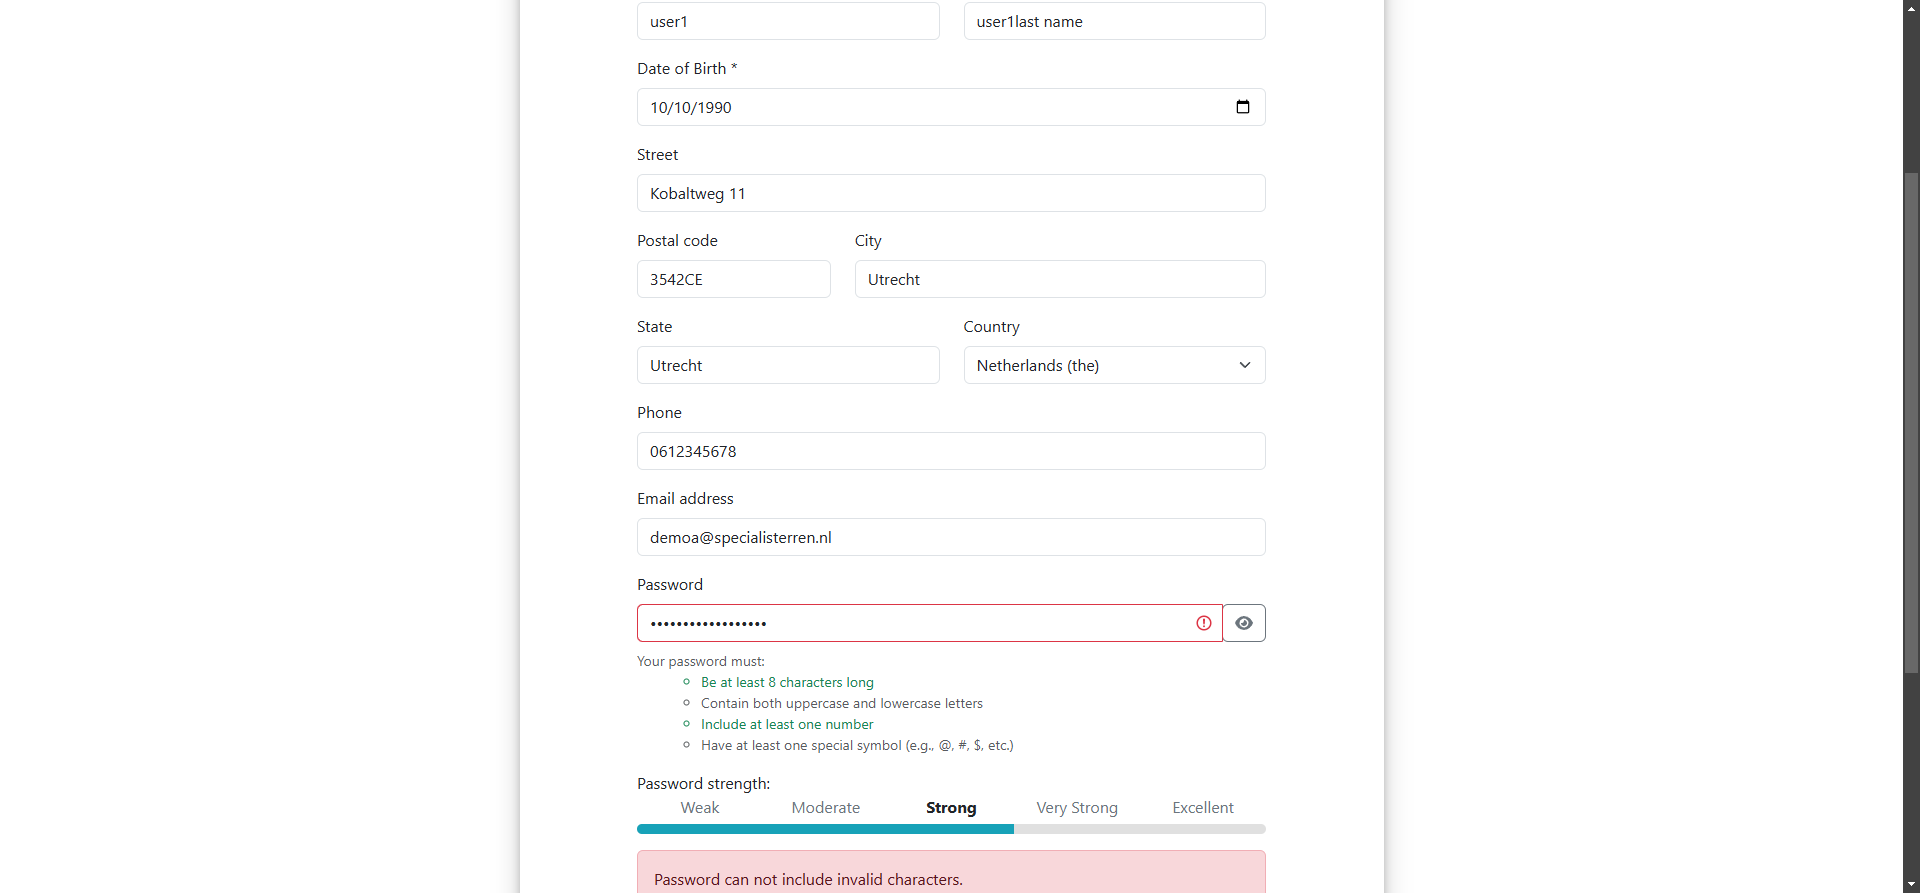 user1 user1last name
Date of Birth *
10/10/1990
Street
Kobaltweg 11
Postal code City
3542CE Utrecht
State Country
Utrecht Netherlands (the)
Phone
0612345678
Email address
demoa@specialisterren.nl
Password
••••••••••••••••••
Your password must:
Be at least 8 characters long
Contain both uppercase and lowercase letters
Include at least one number
Have at least one special symbol (e.g., @, #, $, etc.)
Password strength:
Weak Moderate Strong Very Strong Excellent
Password can not include invalid characters.